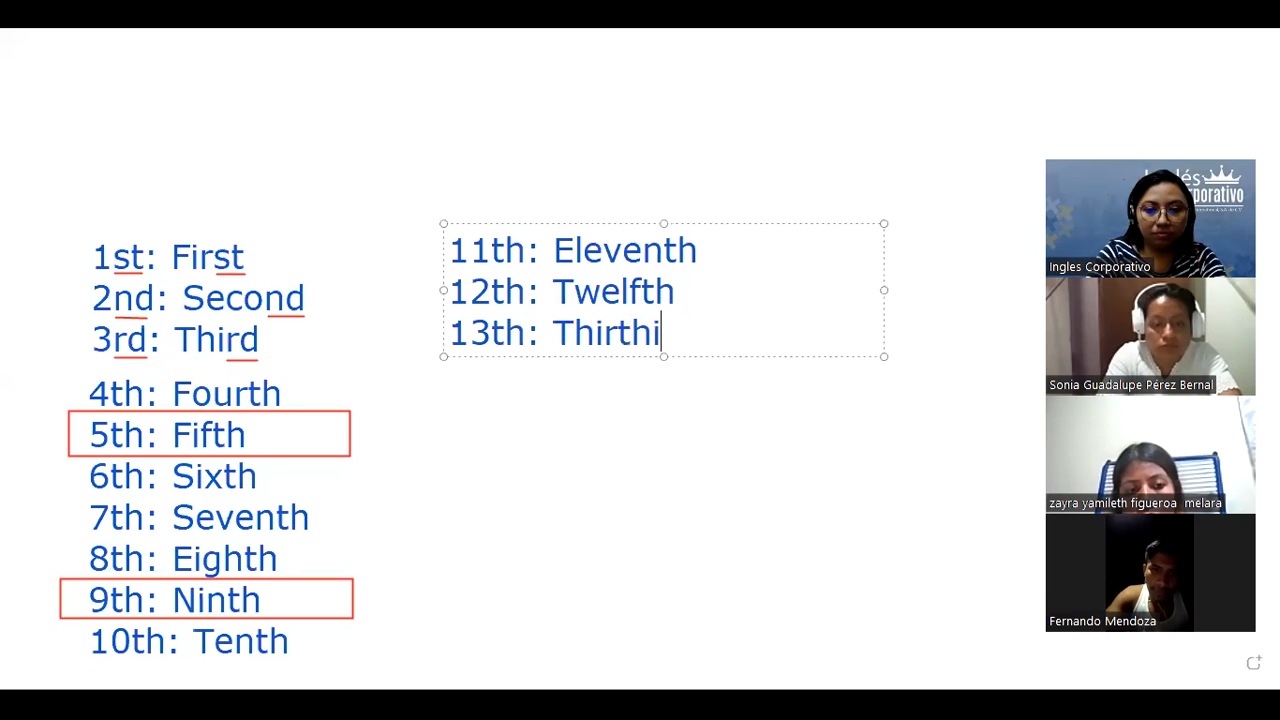 1st: First
2nd: Second
3rd: Third
4th: Fourth
5th: Fifth
6th: Sixth
7th: Seventh
8th: Eighth
9th: Ninth
10th: Tenth
11th: Eleventh
12th: Twelfth
13th: Thirthi
Ingles Corporativo
Sonia Guadalupe Pérez Bernal
zayra yamileth figueroa melara
Fernando Mendoza